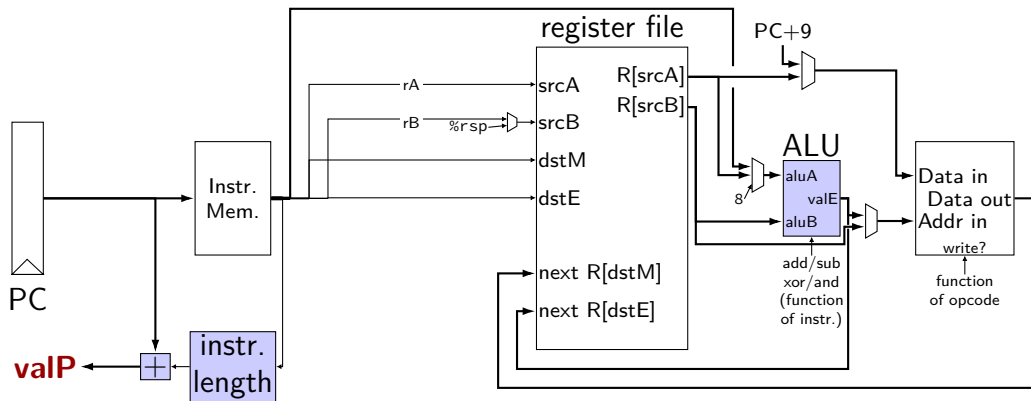 register file
PC+9
R[srcA]
rA
srcA
R[srcB]
rB
srcB
%rsp
ALU
dstM
Instr.
Mem.
aluA
Data in
8
valE
Data out
dstE
aluB
Addr in
write?
add/sub
xor/and
(function
of instr.)
function
of opcode
next R[dstM]
PC
next R[dstE]
instr.
length
valP
+